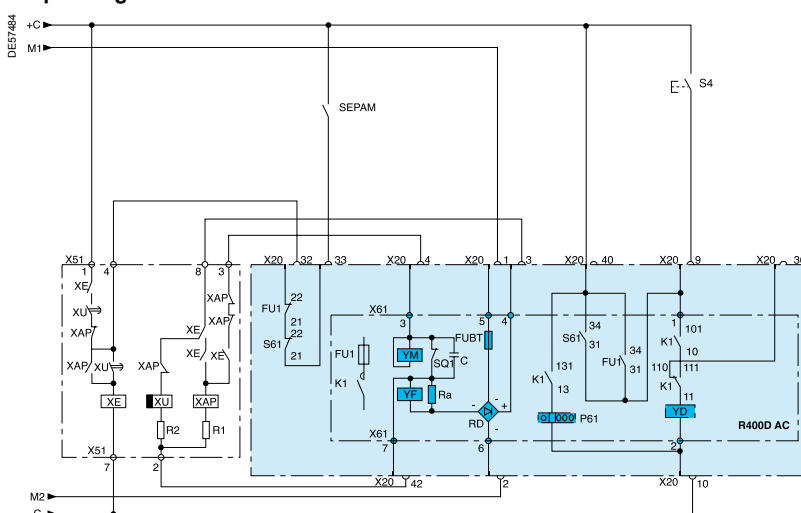 DE57484
+C
M1
SEPAM
S4
X51 X20 32 33 X20 4 X20 1 3 X20 40 X20 9 X20
1 4 8 3
XE
XU
XAP
XAP XU
XE
XAP
XAP
XAP
XE
XE XE
XU
XAP
R2 R1
X51
7 2
FU1 22
21
S61 22
21
X61
3 5 4 1
FU1
K1
YM
SQ1
C
FUBT
YF
Ra
RD
- -
+
-
K1 131
13
P61
S61 34
31
FU1 34
31
K1 101
10
110 111
K1
11
YD
R400D AC
X61
7 6 2
X20 42 2 X20 10
M2